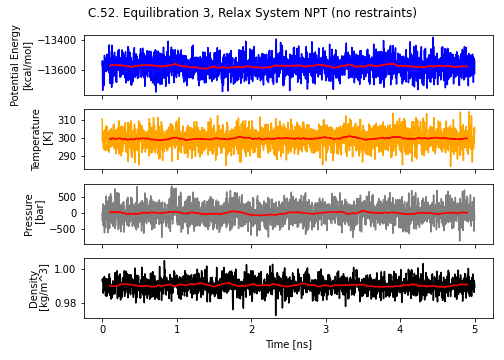 C.52. Equilibration 3, Relax System NPT (no restraints)
Potential Energy
[kcal/mol]
−13400
−13600
Temperature
[K]
310
300
290
Pressure
[bar]
500
0
−500
Density
[kg/m^3]
1.00
0.98
0 1 2 3 4 5
Time [ns]